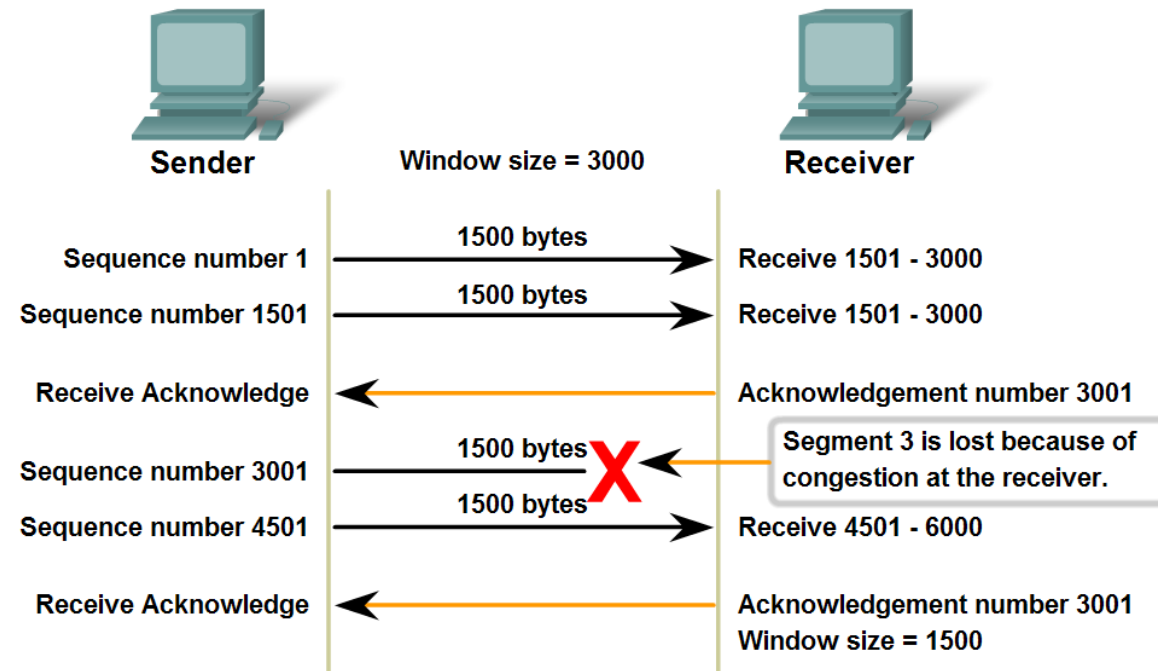 Sender
Window size = 3000
Receiver
1500 bytes
Sequence number 1
Receive 1501 - 3000
1500 bytes
Sequence number 1501
Receive 1501 - 3000
Receive Acknowledge
Acknowledgement number 3001
1500 bytes
X
Segment 3 is lost because of
congestion at the receiver.
Sequence number 3001
1500 bytes
Sequence number 4501
Receive 4501 - 6000
Receive Acknowledge
Acknowledgement number 3001
Window size = 1500